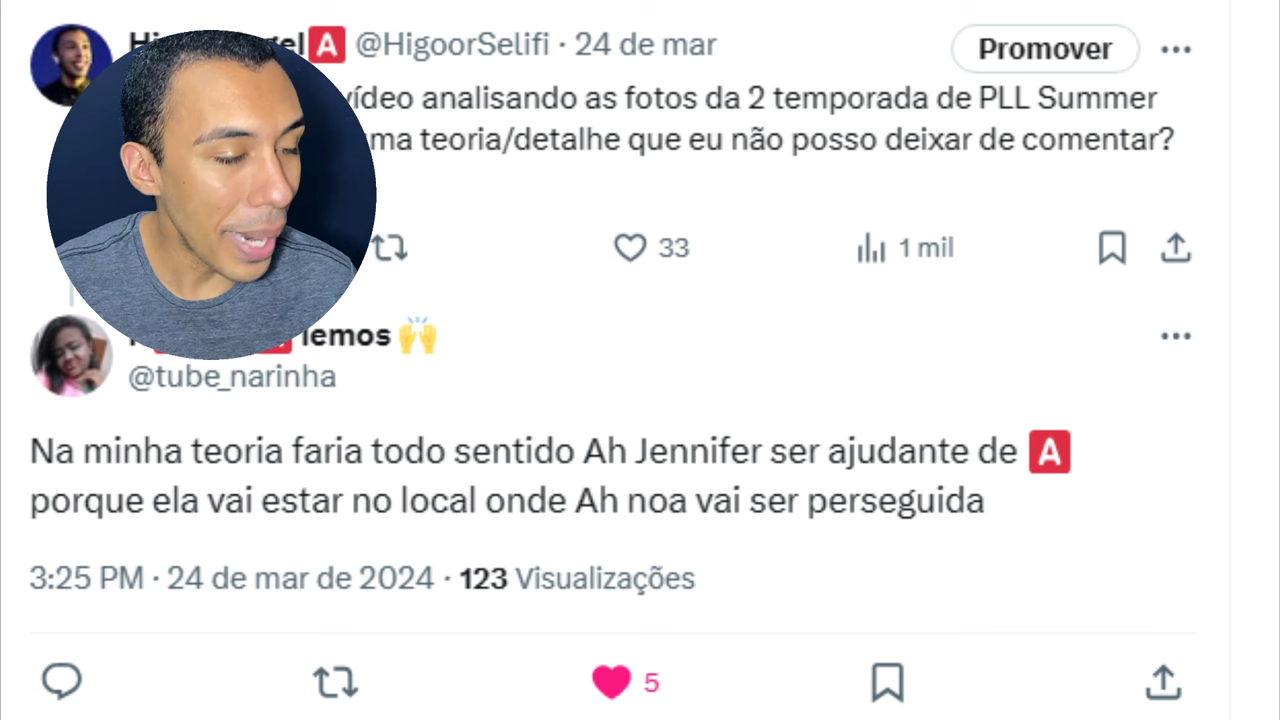 🅰️ @HigoorSelifi · 24 de mar
Promover
vídeo analisando as fotos da 2 temporada de PLL Summer
teoria/detalhe que eu não posso deixar de comentar?
33
1 mil
lemos 🙌
@tube_narinha
Na minha teoria faria todo sentido Ah Jennifer ser ajudante de 🅰️
porque ela vai estar no local onde Ah noa vai ser perseguida
3:25 PM · 24 de mar de 2024 · 123 Visualizações
5